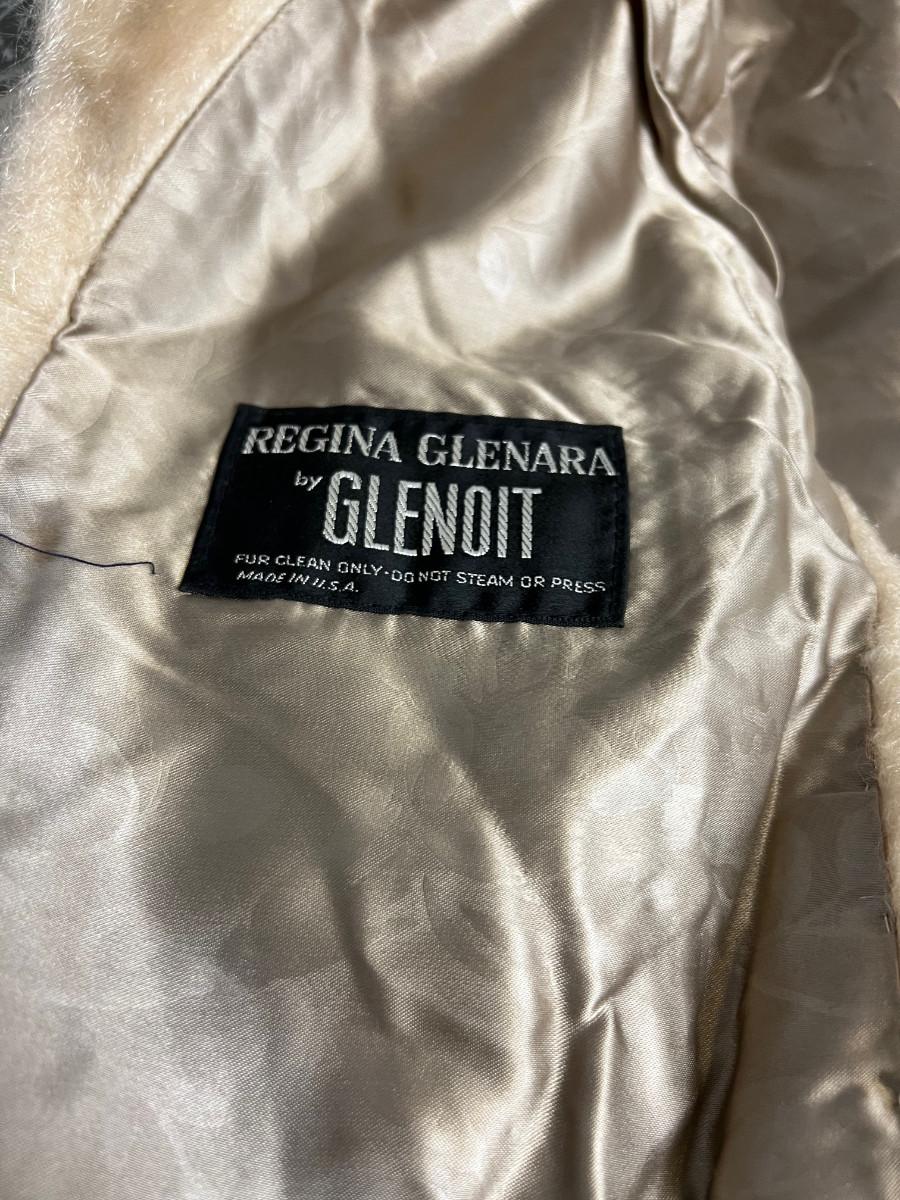 REGINA GLENARA
by GLENOIT
FUR CLEAN ONLY-DO NOT STEAM OR PRESS
MADE IN U.S.A.